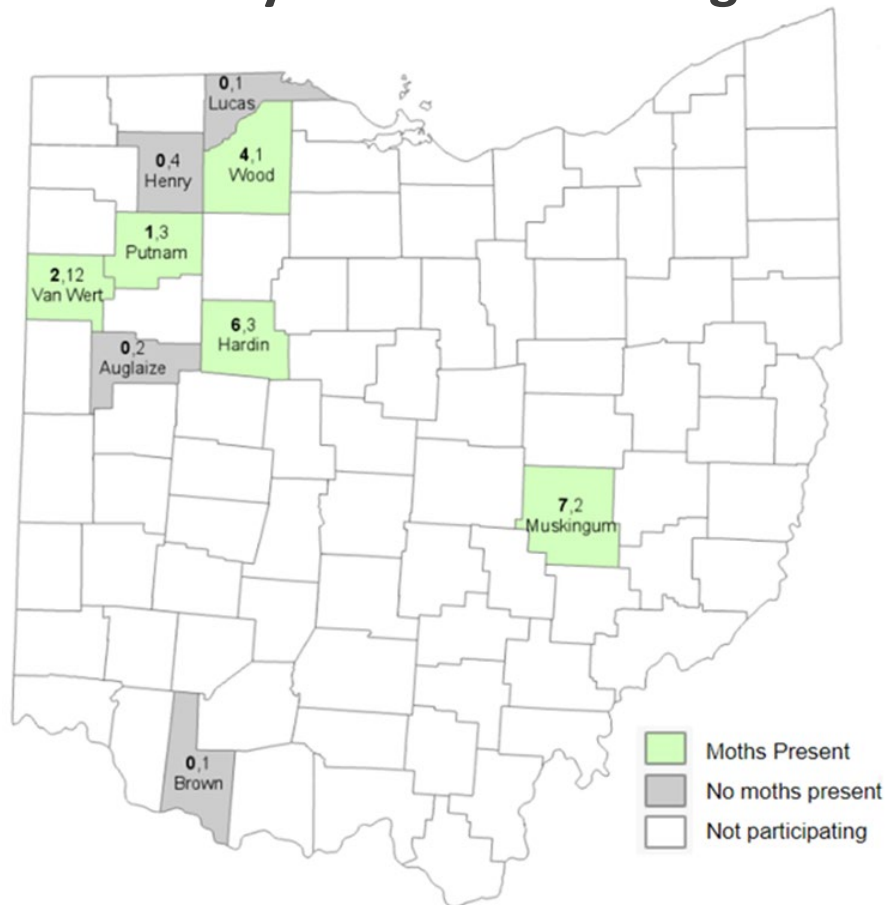 0,1
Lucas
0,4
Henry
4,1
Wood
1,3
Putnam
2,12
Van Wert
6,3
Hardin
0,2
Auglaize
7,2
Muskingum
0,1
Brown
Moths Present
No moths present
Not participating